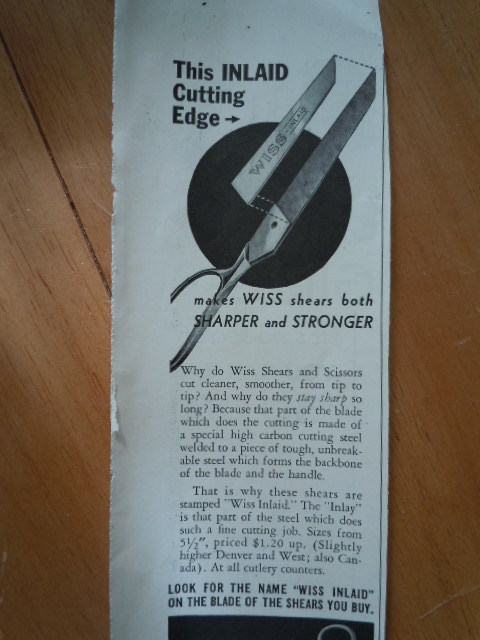 This INLAID
Cutting
Edge →
WISS
INLAID
makes WISS shears both
SHARPER and STRONGER
Why do Wiss Shears and Scissors
cut cleaner, smoother, from tip to
tip? And why do they stay sharp so
long? Because that part of the blade
which does the cutting is made of
a special high carbon cutting steel
welded to a piece of tough, unbreak-
able steel which forms the backbone
of the blade and the handle.
That is why these shears are
stamped "Wiss Inlaid." The "Inlay"
is that part of the steel which does
such a fine cutting job. Sizes from
5½", priced $1.20 up. (Slightly
higher Denver and West; also Can-
ada). At all cutlery counters.
LOOK FOR THE NAME "WISS INLAID"
ON THE BLADE OF THE SHEARS YOU BUY.